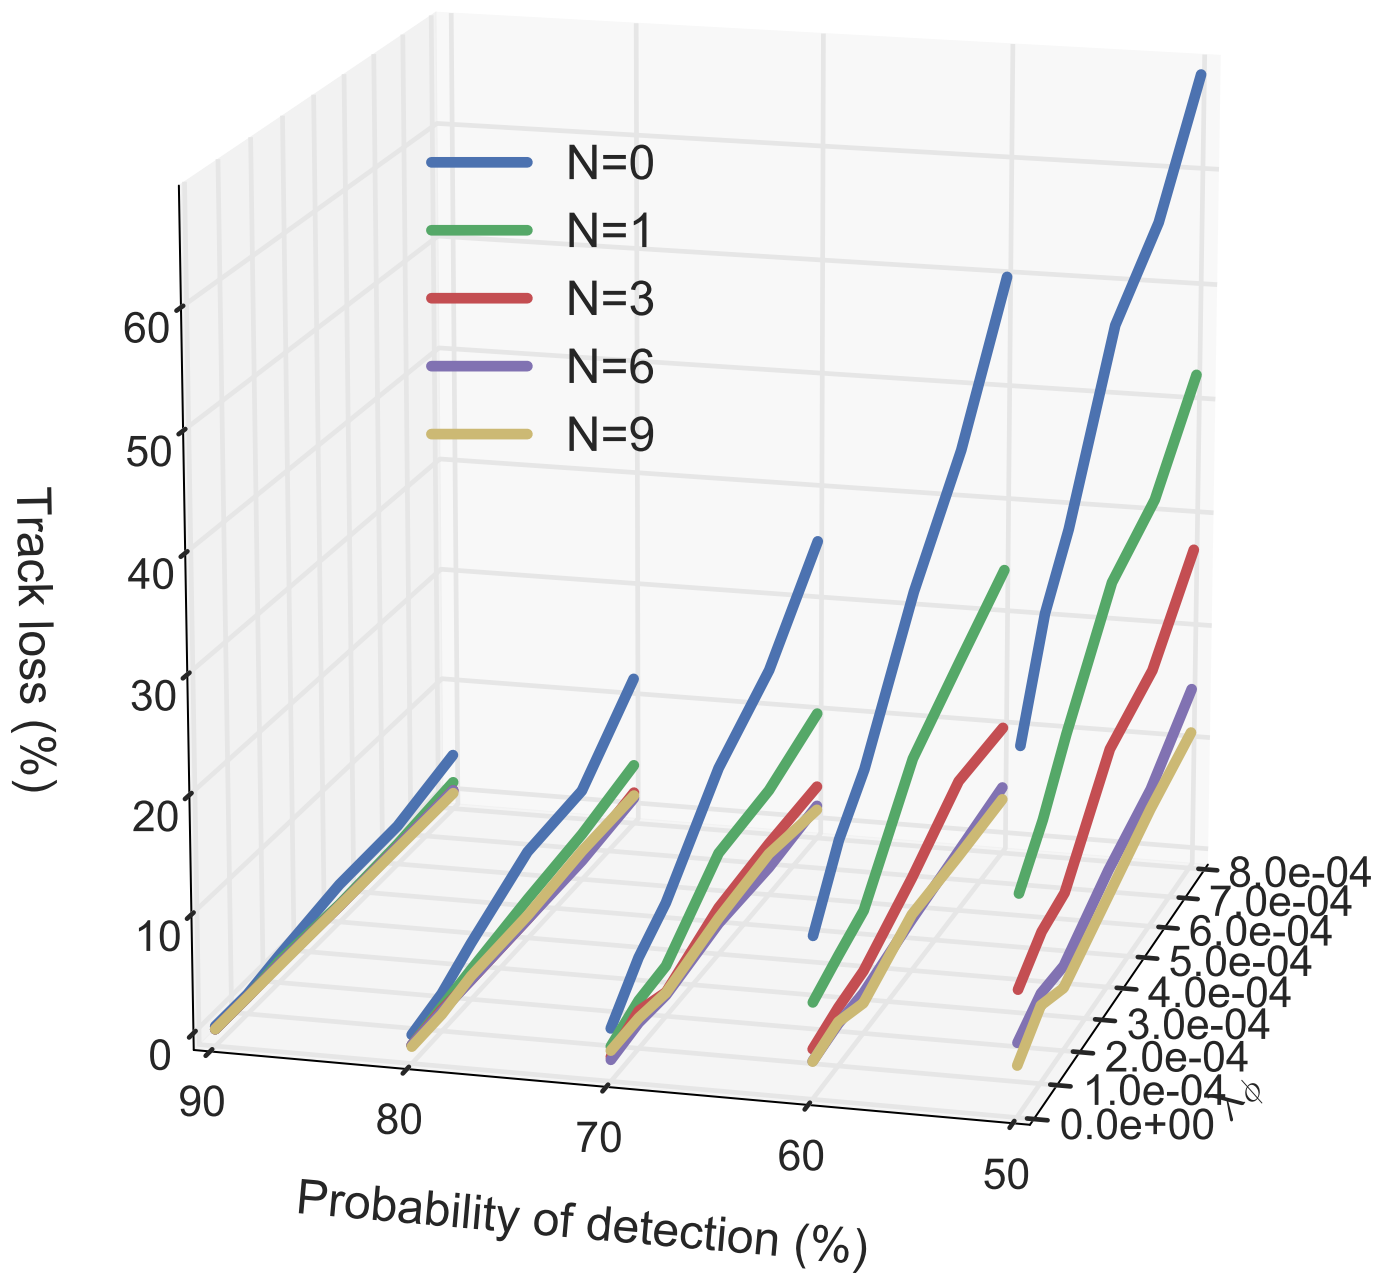 N=0
N=1
N=3
N=6
N=9
60
50
40
30
20
10
0
Track loss (%)
90
80
70
60
50
Probability of detection (%)
8.0e-04
7.0e-04
6.0e-04
5.0e-04
4.0e-04
3.0e-04
2.0e-04
1.0e-04
0.0e+00
λϕ